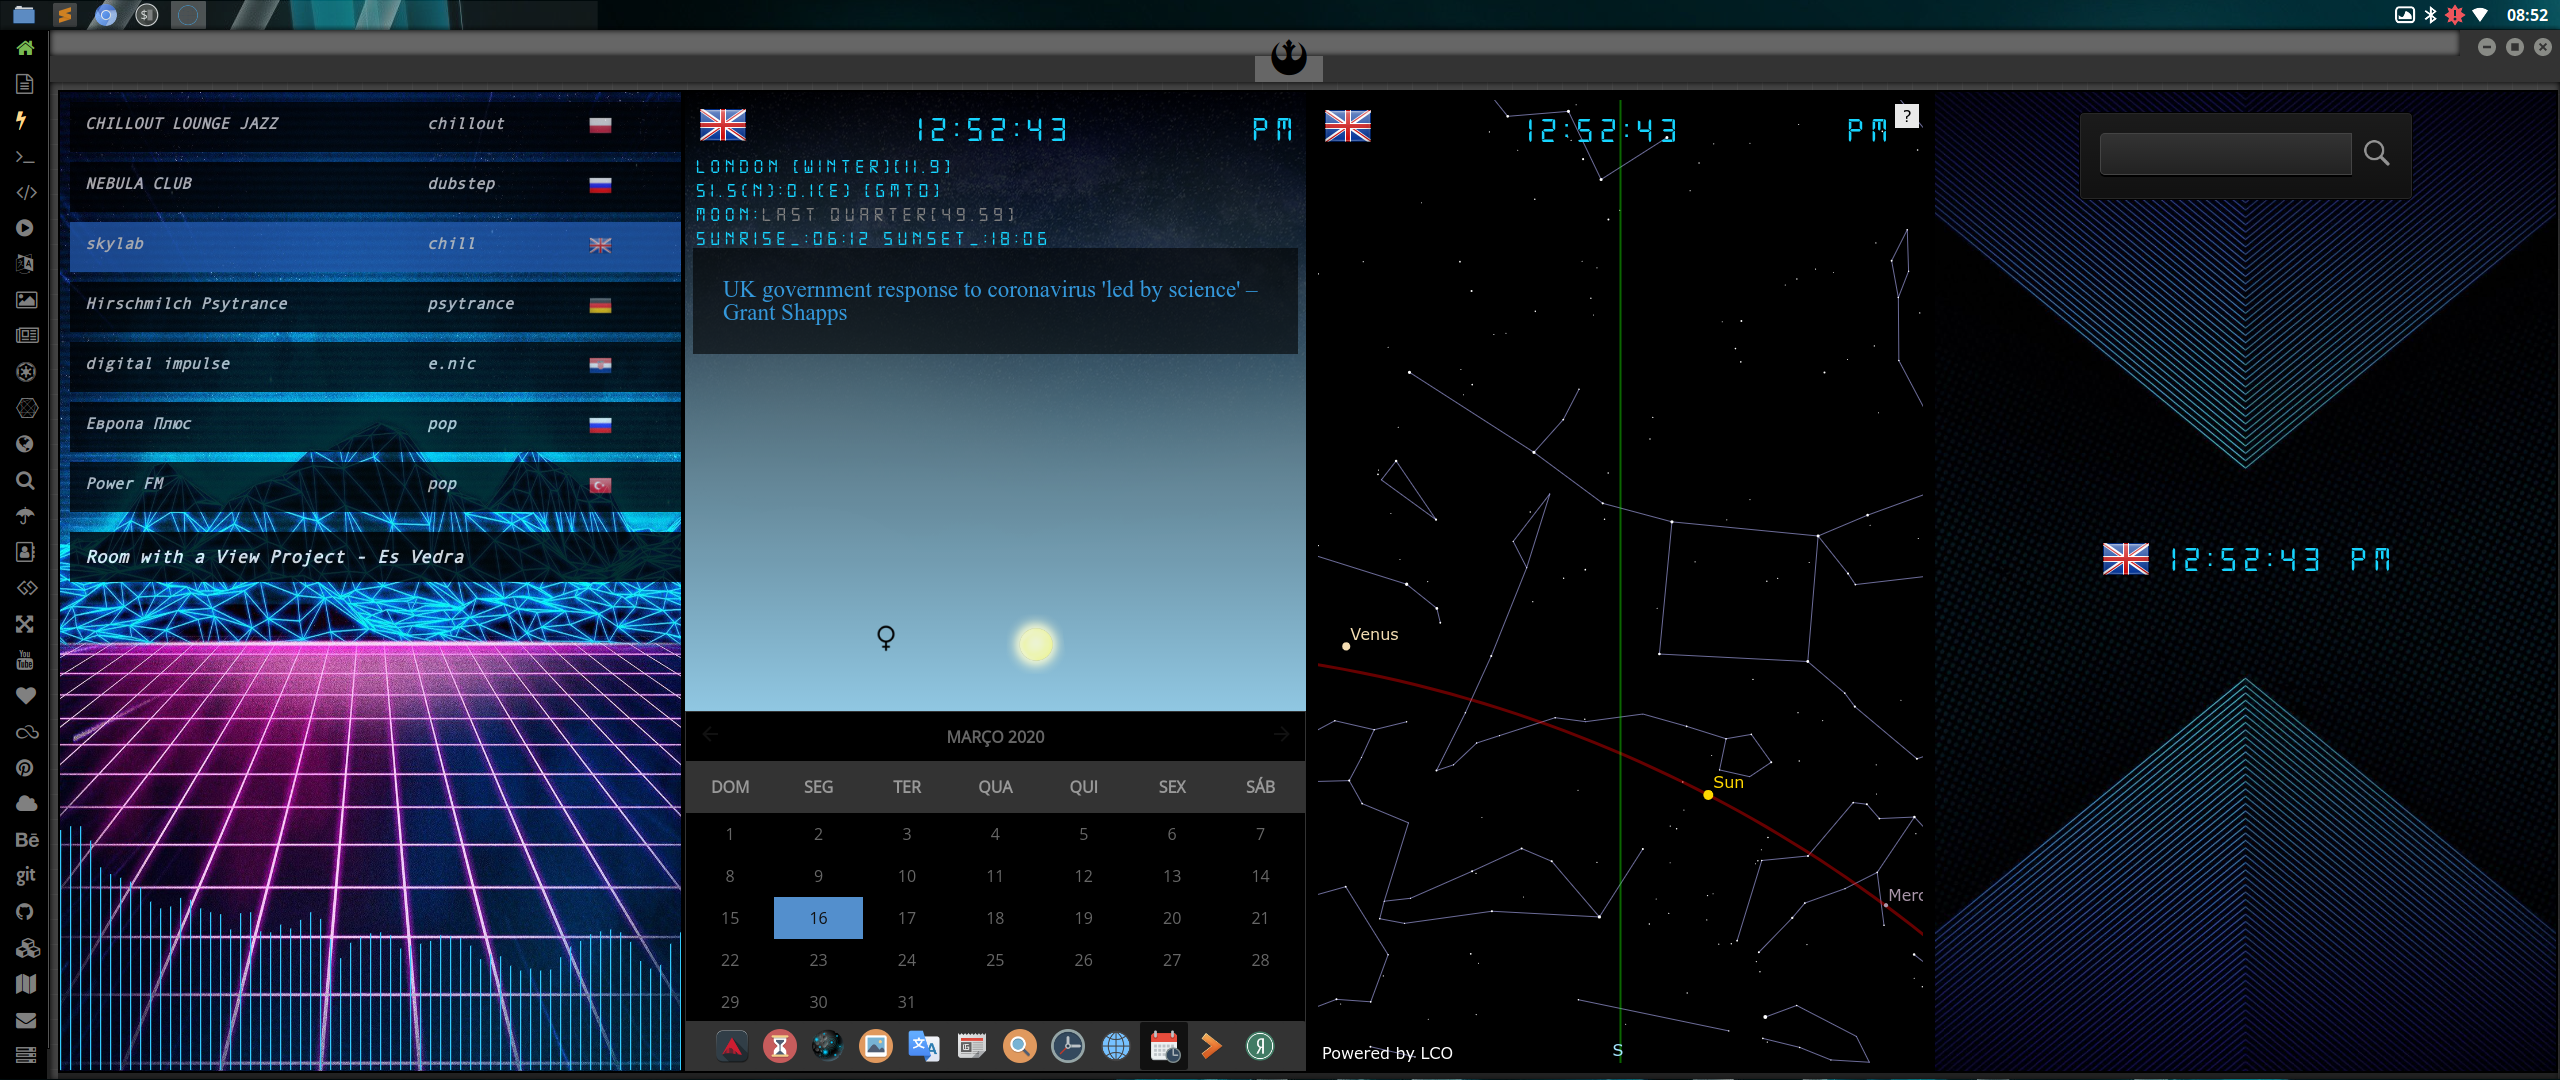 08:52
CHILLOUT LOUNGE JAZZ chillout
NEBULA CLUB dubstep
skylab chill
Hirschmilch Psytrance psytrance
digital impulse e.nic
Европа Плюс pop
Power FM pop
Room with a View Project - Es Vedra
You
Tube
Bē
git
12:52:43 PM
LONDON [WINTER][11.9]
51.5(N):0.1(E) [GMT0]
MOON:LAST QUARTER[49.59]
SUNRISE_:06:12 SUNSET_:18:06
UK government response to coronavirus 'led by science' –
Grant Shapps
MARÇO 2020
DOM SEG TER QUA QUI SEX SÁB
1 2 3 4 5 6 7
8 9 10 11 12 13 14
15 16 17 18 19 20 21
22 23 24 25 26 27 28
29 30 31
12:52:43 PM
?
Venus
Sun
Merc
Powered by LCO
S
12:52:43 PM